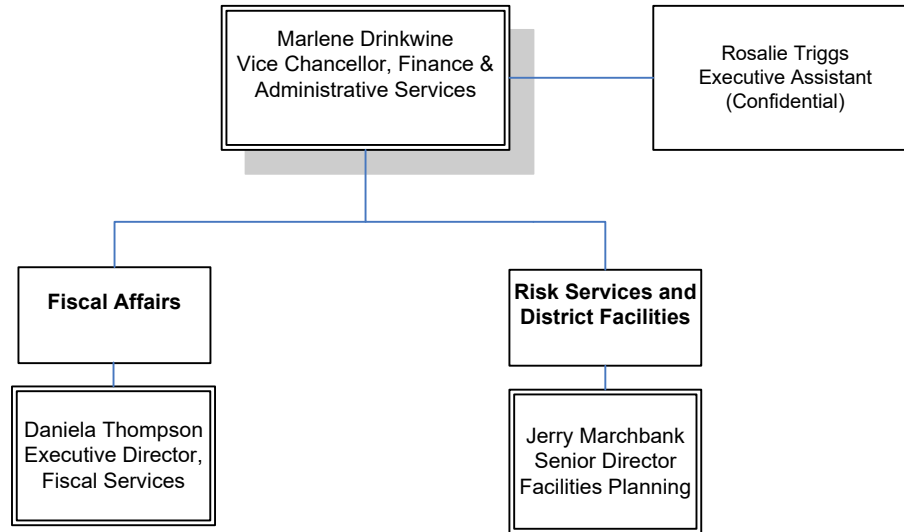 Marlene Drinkwine
Vice Chancellor, Finance &
Administrative Services
Rosalie Triggs
Executive Assistant
(Confidential)
Fiscal Affairs
Risk Services and
District Facilities
Daniela Thompson
Executive Director,
Fiscal Services
Jerry Marchbank
Senior Director
Facilities Planning